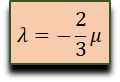 λ = −2/3 μ